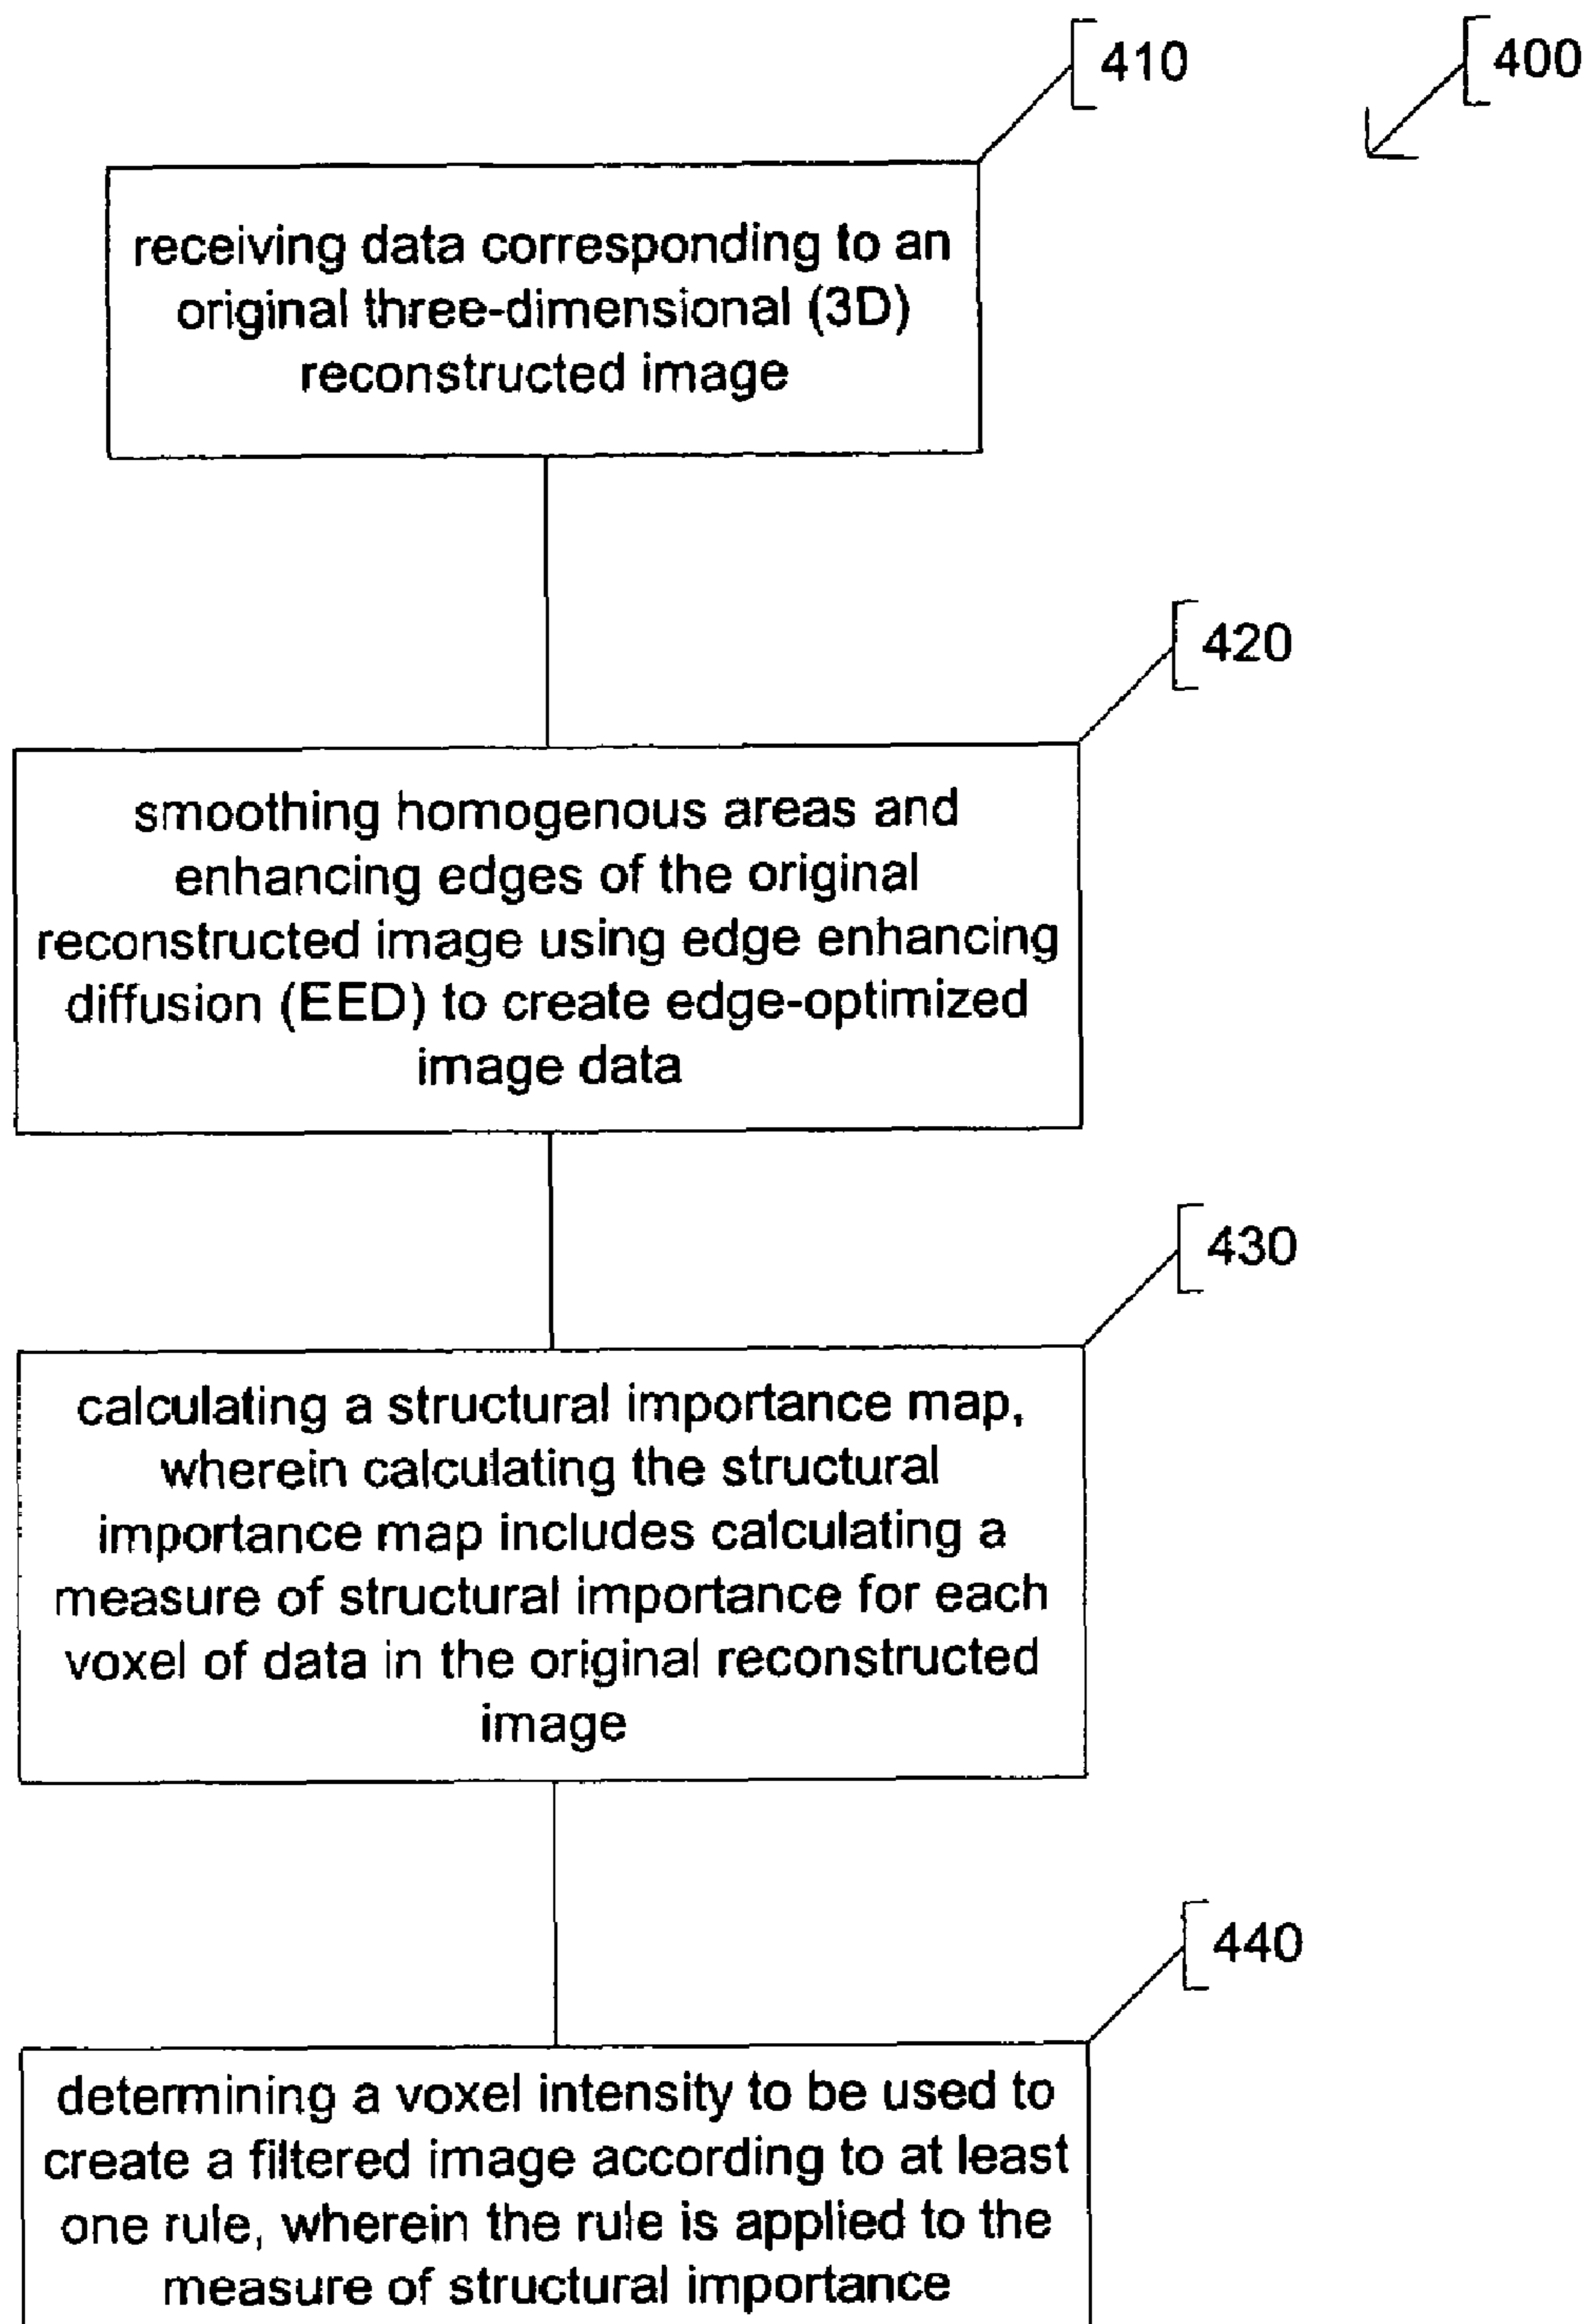 410
400
receiving data corresponding to an
original three-dimensional (3D)
reconstructed image
420
smoothing homogenous areas and
enhancing edges of the original
reconstructed image using edge enhancing
diffusion (EED) to create edge-optimized
image data
430
calculating a structural importance map,
wherein calculating the structural
importance map includes calculating a
measure of structural importance for each
voxel of data in the original reconstructed
image
440
determining a voxel intensity to be used to
create a filtered image according to at least
one rule, wherein the rule is applied to the
measure of structural importance